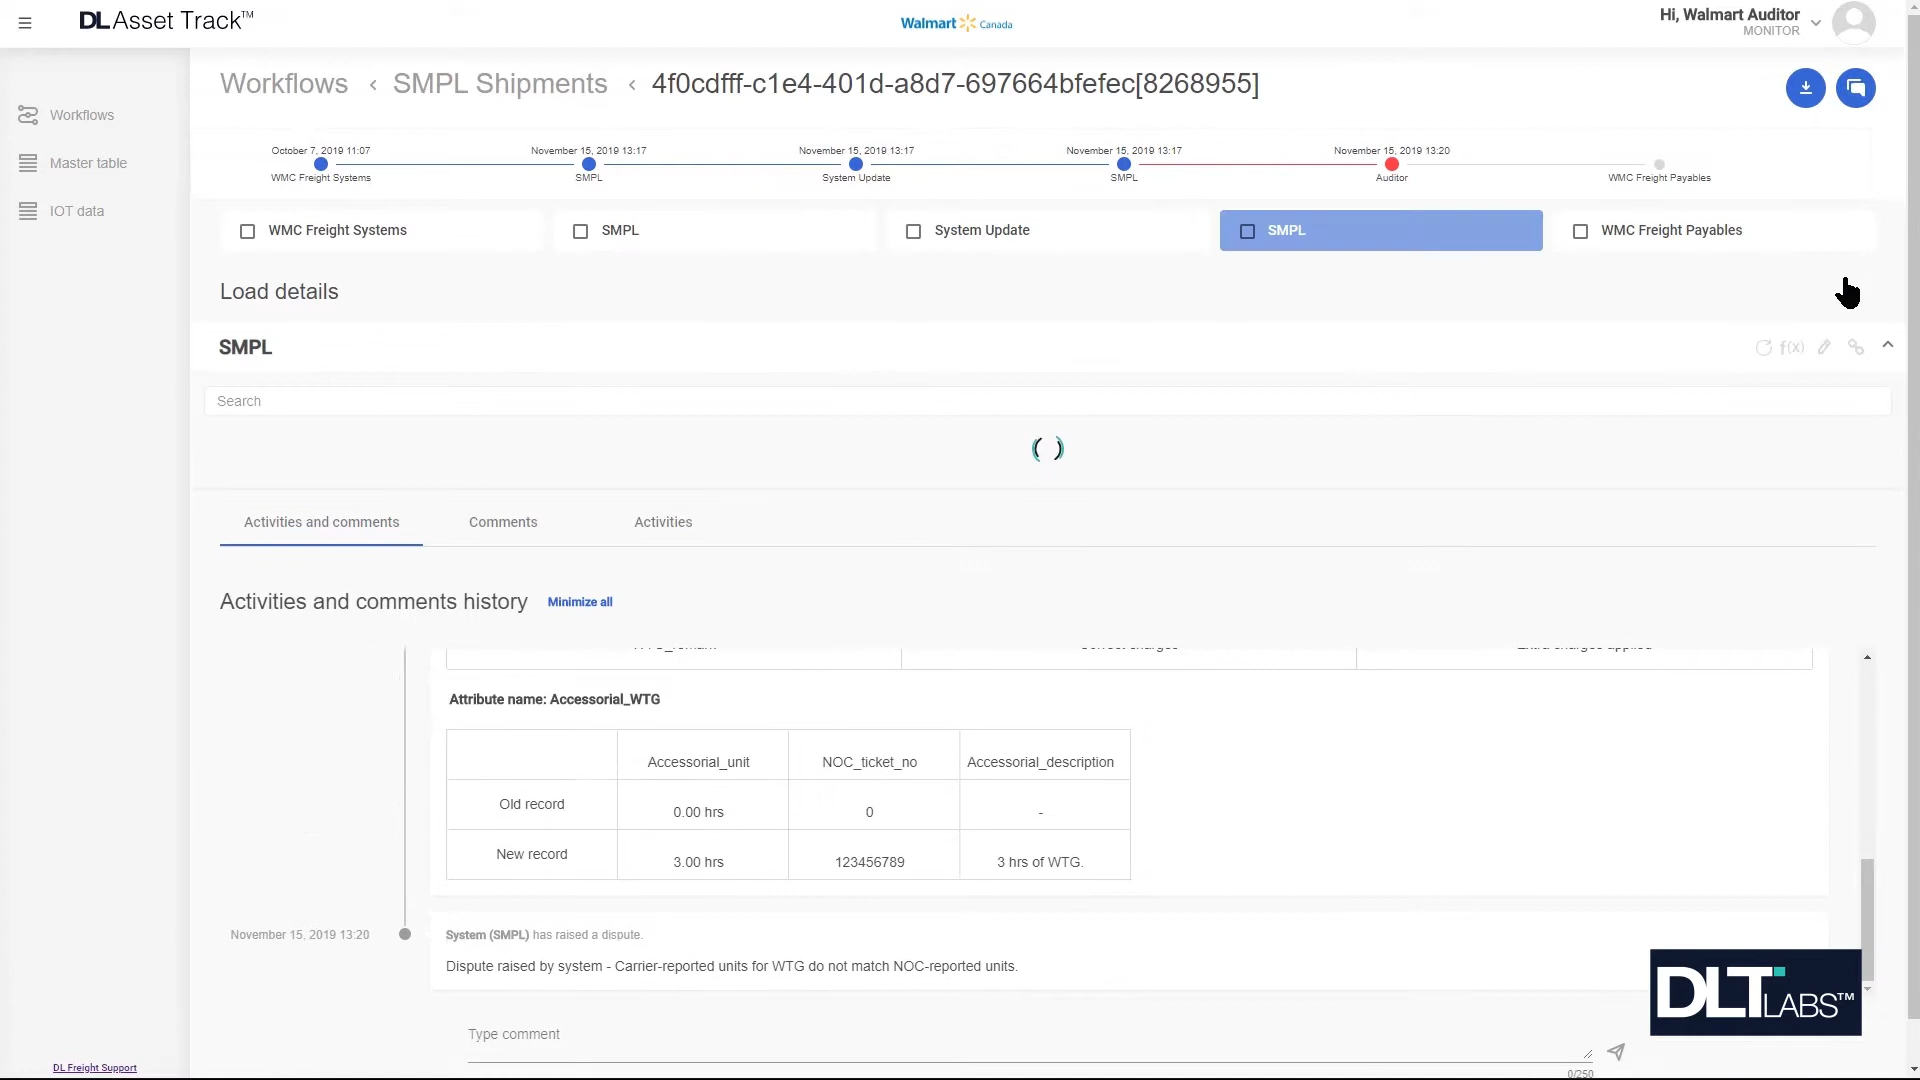 DL Asset Track™
Walmart Canada
Hi, Walmart Auditor
MONITOR
Workflows
Master table
IOT data
DL Freight Support
Workflows ‹ SMPL Shipments ‹ 4f0cdfff-c1e4-401d-a8d7-697664bfefec[8268955]
October 7, 2019 11:07 November 15, 2019 13:17 November 15, 2019 13:17 November 15, 2019 13:17 November 15, 2019 13:20
WMC Freight Systems SMPL System Update SMPL Auditor WMC Freight Payables
WMC Freight Systems SMPL System Update SMPL WMC Freight Payables
Load details
SMPL
f(x)
Search
Activities and comments Comments Activities
Activities and comments history Minimize all
Attribute name: Accessorial_WTG
Accessorial_unit NOC_ticket_no Accessorial_description
Old record 0.00 hrs 0 -
New record 3.00 hrs 123456789 3 hrs of WTG.
November 15, 2019 13:20
System (SMPL) has raised a dispute.
Dispute raised by system - Carrier-reported units for WTG do not match NOC-reported units.
Type comment
0/250
DLT LABS™